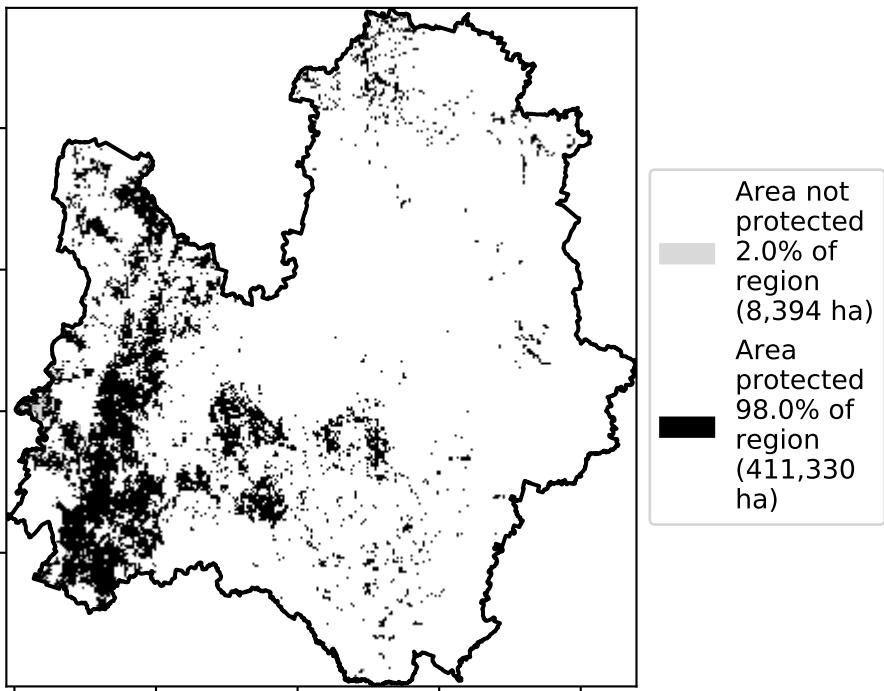 Area not
protected
2.0% of
region
(8,394 ha)
Area
protected
98.0% of
region
(411,330
ha)